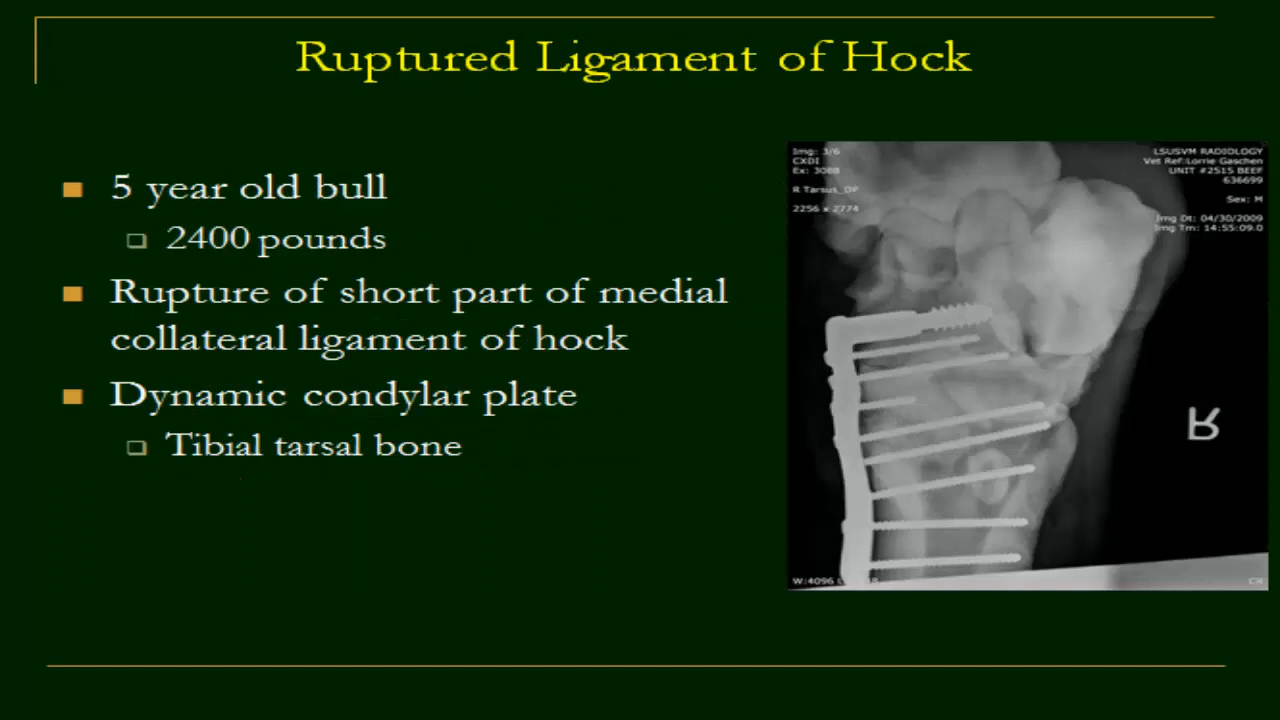 Ruptured Ligament of Hock
5 year old bull
2400 pounds
Rupture of short part of medial
collateral ligament of hock
Dynamic condylar plate
Tibial tarsal bone
Img: 3/6
CXDI
Ex: 3088
R Tarsus_DP
2256 x 2774
LSUSVM RADIOLOGY
Vet Ref:Lorrie Gaschen
UNIT #2515 BEEF
636699
Sex: M
Img Dt: 04/30/2009
Img Tm: 14:55:09.0
R
W:4096
CR